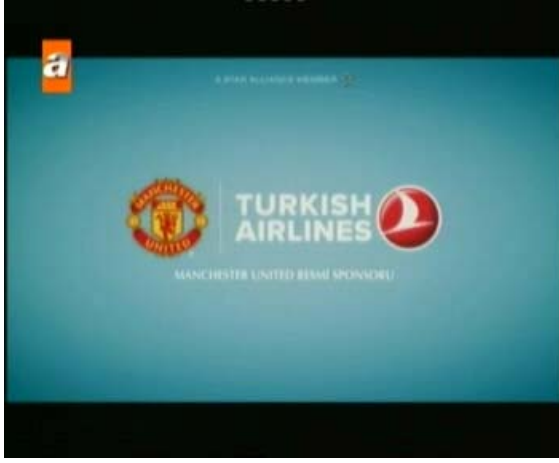 a
A STAR ALLIANCE MEMBER
MANCHESTER
UNITED
TURKISH
AIRLINES
MANCHESTER UNITED RESMİ SPONSORU